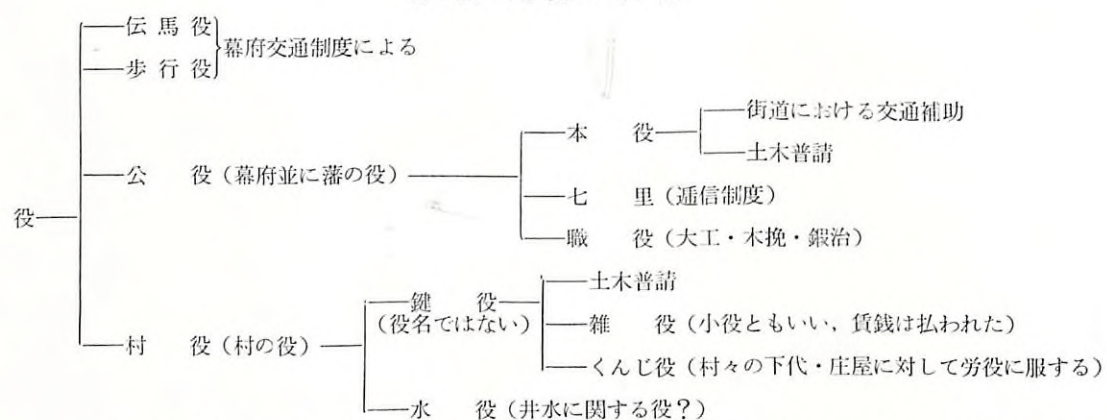 伝馬役
幕府交通制度による
歩行役
街道における交通補助
本　役
土木普請
公　役（幕府並に藩の役）
七　里（逓信制度）
役
職　役（大工・木挽・鍛治）
土木普請
鍵　役
（役名ではない）
雑　役（小役ともいい，賃銭は払われた）
村　役（村の役）
くんじ役（村々の下代・庄屋に対して労役に服する）
水　役（井水に関する役？）